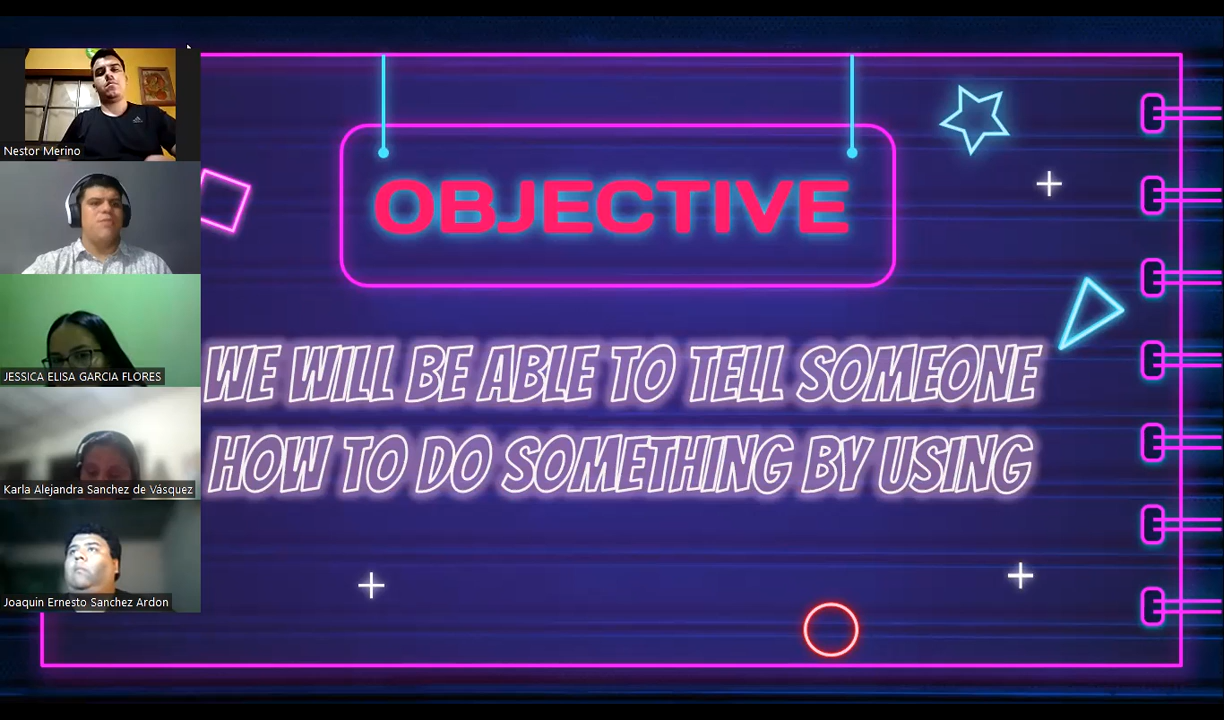 Nestor Merino
JESSICA ELISA GARCIA FLORES
Karla Alejandra Sanchez de Vásquez
Joaquin Ernesto Sanchez Ardon
OBJECTIVE
WE WILL BE ABLE TO TELL SOMEONE
HOW TO DO SOMETHING BY USING